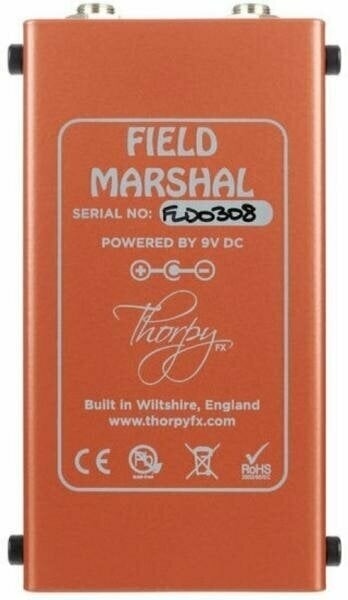 FIELD
MARSHAL
SERIAL NO: FLD0308
POWERED BY 9V DC
Thorpy FX
Built in Wiltshire, England
www.thorpyfx.com
CE Pb RoHS